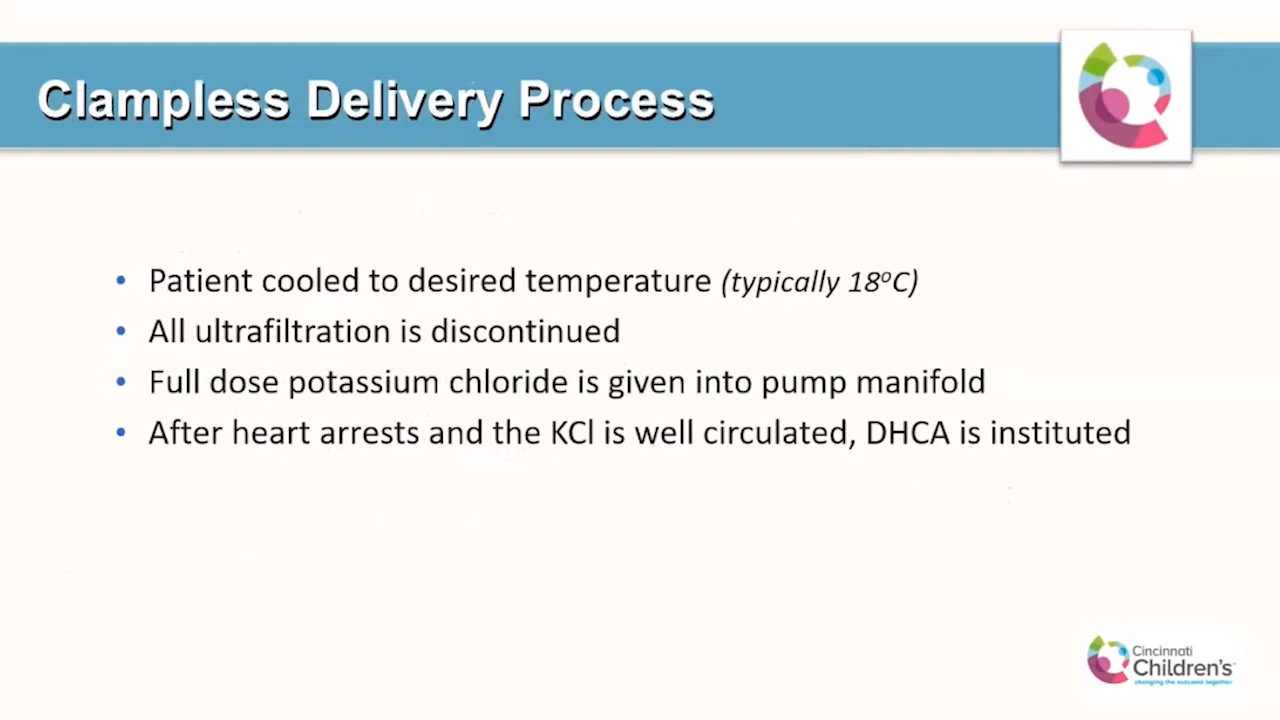 Clampless Delivery Process
• Patient cooled to desired temperature (typically 18ºC)
• All ultrafiltration is discontinued
• Full dose potassium chloride is given into pump manifold
• After heart arrests and the KCl is well circulated, DHCA is instituted
Cincinnati
Children's™
changing the outcome together